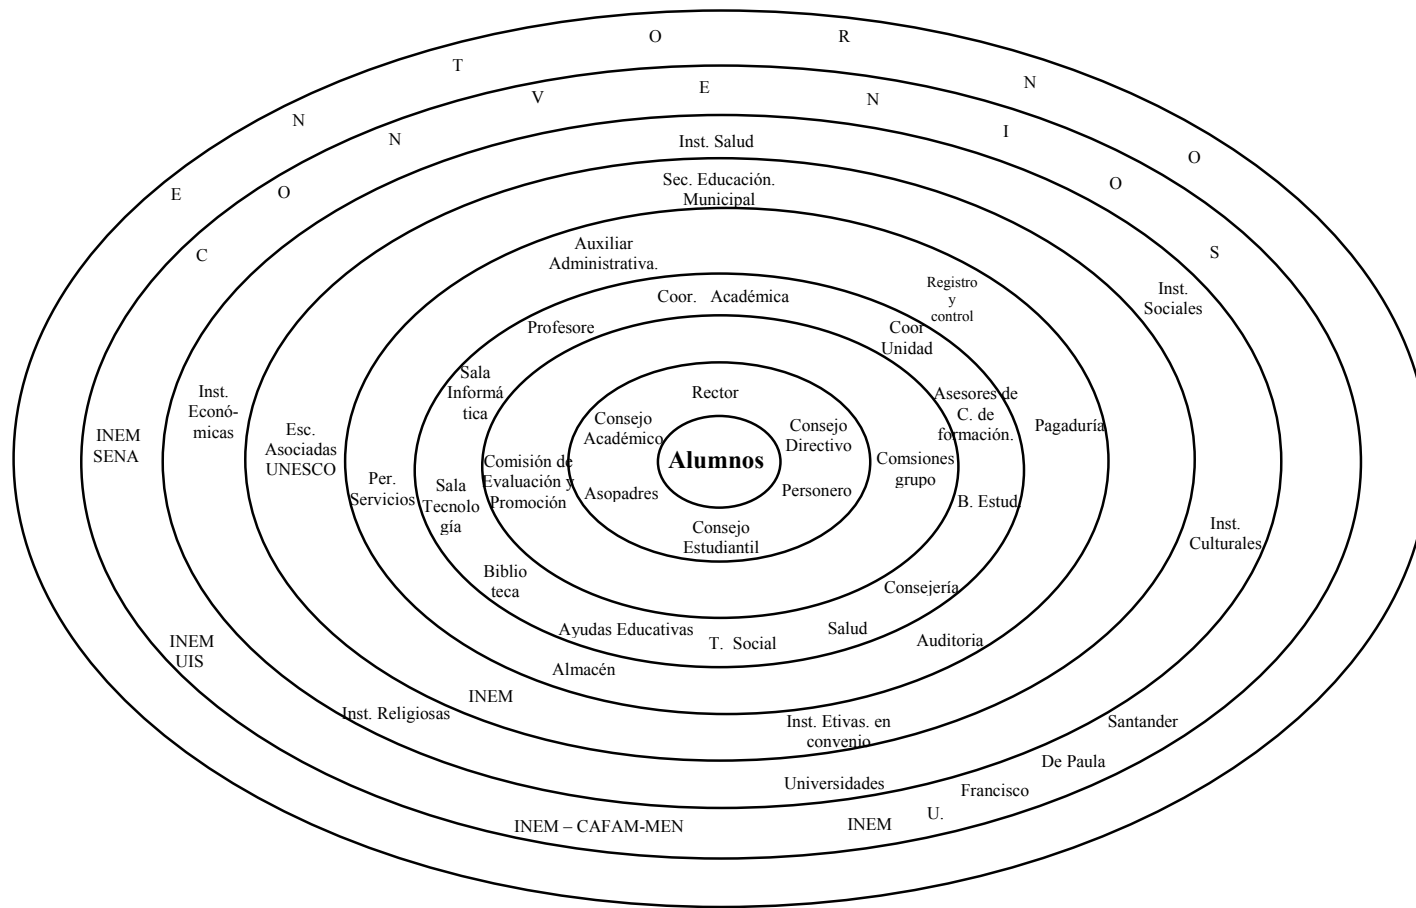 E N T O R N O
C O N V E N I O S
Inst. Salud
Sec. Educación.
Municipal
Auxiliar
Administrativa.
Registro
y
control
Inst.
Sociales
Coor. Académica
Profesore
Coor
Unidad
Sala
Informá
tica
Inst.
Econó-
micas
Rector
Asesores de
C. de
formación.
Pagaduría
Consejo
Académico
Consejo
Directivo
INEM
SENA
Esc.
Asociadas
UNESCO
Alumnos
Comisión de
Evaluación y
Promoción
Comsiones
grupo
Per.
Servicios
Sala
Tecnolo
gía
Asopadres
Personero
B. Estud.
Consejo
Estudiantil
Inst.
Culturales
Biblio
teca
Consejería
Ayudas Educativas
T. Social
Salud
Auditoria
INEM
UIS
Almacén
INEM
Inst. Religiosas
Inst. Etivas. en
convenio
Universidades
INEM – CAFAM-MEN
INEM
U.
Francisco
De Paula
Santander